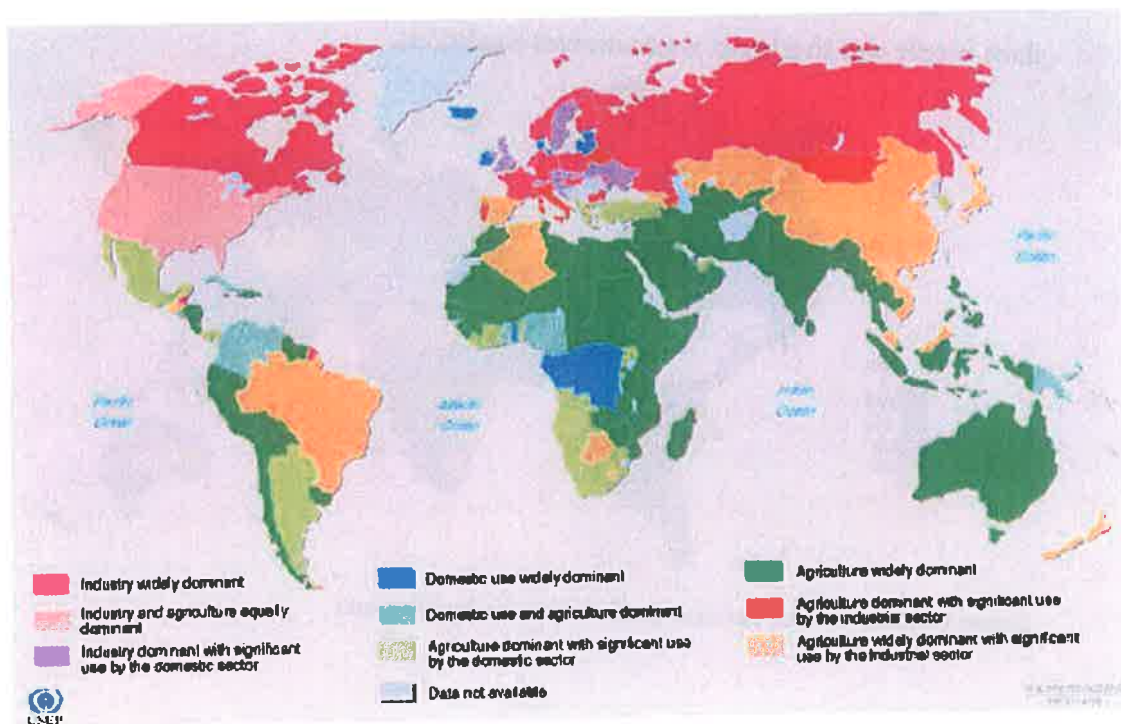 Pacific
Ocean
Pacific
Ocean
Ocean
Ocean
Industry widely dominant
Industry and agriculture equally
dominant
Industry dominant with significant
use by the domestic sector
Domestic use widely dominant
Domestic use and agriculture dominant
Agriculture dominant with significant use
by the domestic sector
Data not available
Agriculture widely dominant
Agriculture dominant with significant use
by the industrial sector
Agriculture widely dominant with significant
use by the industrial sector
UNEP